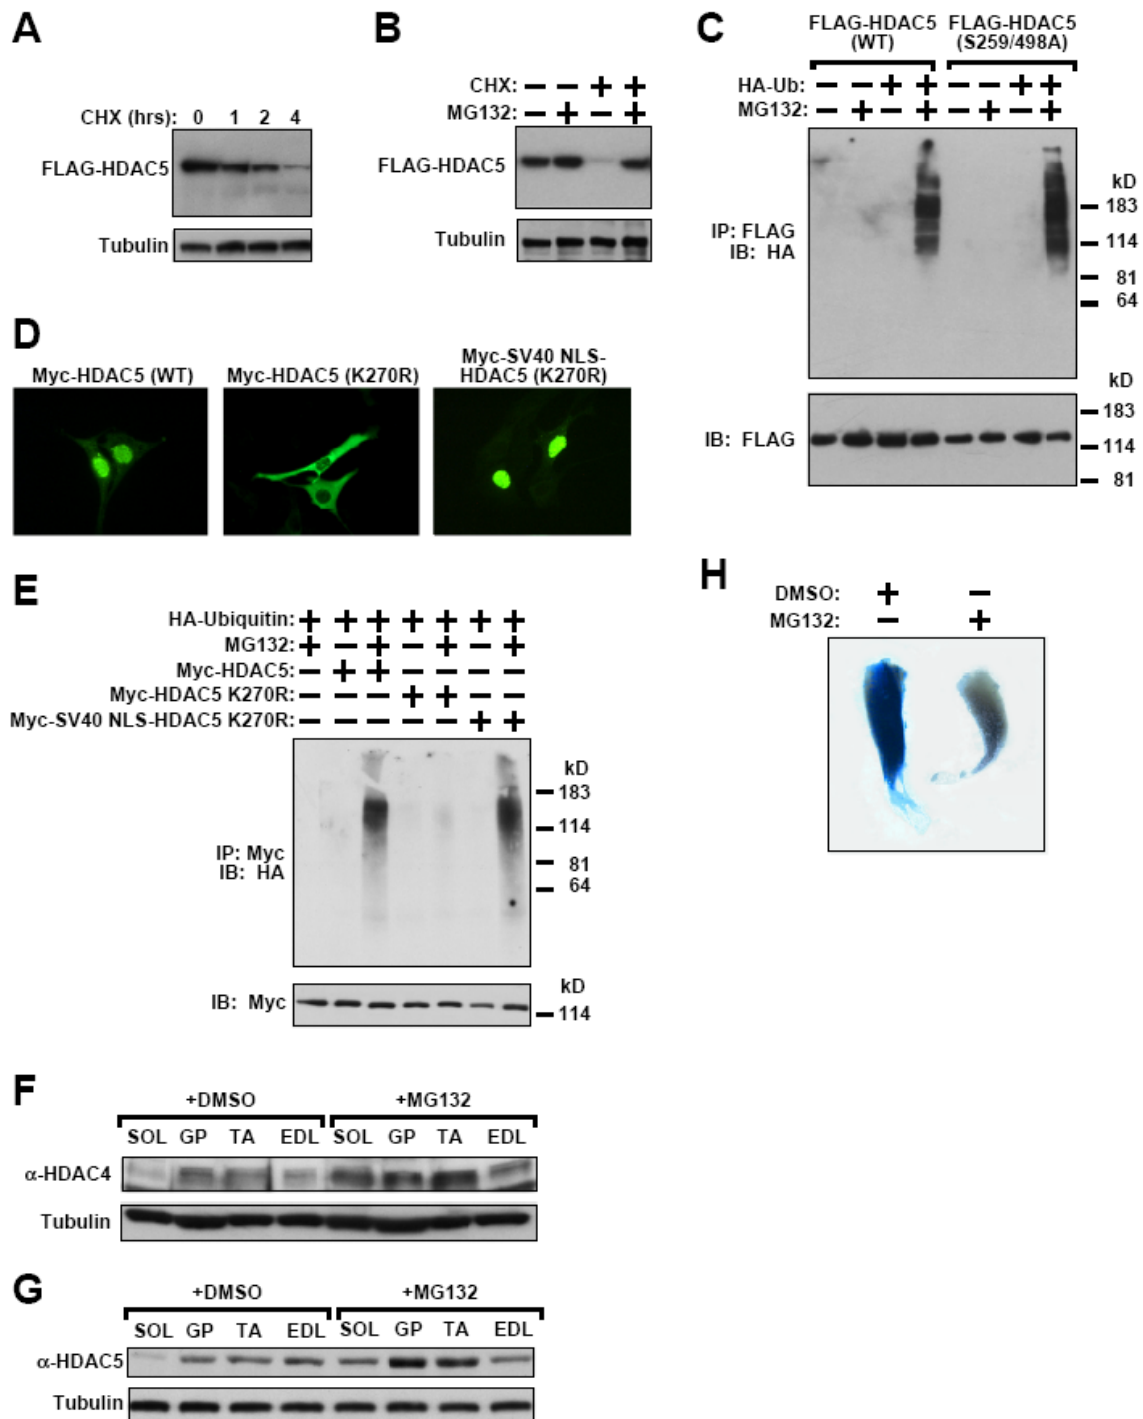 A
CHX (hrs): 0 1 2 4
FLAG-HDAC5
Tubulin
B
CHX: – – + +
MG132: – + – +
FLAG-HDAC5
Tubulin
C
FLAG-HDAC5 (WT)
FLAG-HDAC5 (S259/498A)
HA-Ub: – – + + – – + +
MG132: – + – + – + – +
IP: FLAG
IB: HA
kD
183
114
81
64
IB: FLAG
kD
183
114
81
D
Myc-HDAC5 (WT)
Myc-HDAC5 (K270R)
Myc-SV40 NLS-
HDAC5 (K270R)
E
HA-Ubiquitin: + + + + + + +
MG132: + – + – + – +
Myc-HDAC5: – + + – – – –
Myc-HDAC5 K270R: – – – + + – –
Myc-SV40 NLS-HDAC5 K270R: – – – – – + +
IP: Myc
IB: HA
kD
183
114
81
64
IB: Myc
kD
114
H
DMSO: + –
MG132: – +
F
+DMSO +MG132
SOL GP TA EDL SOL GP TA EDL
α-HDAC4
Tubulin
G
+DMSO +MG132
SOL GP TA EDL SOL GP TA EDL
α-HDAC5
Tubulin